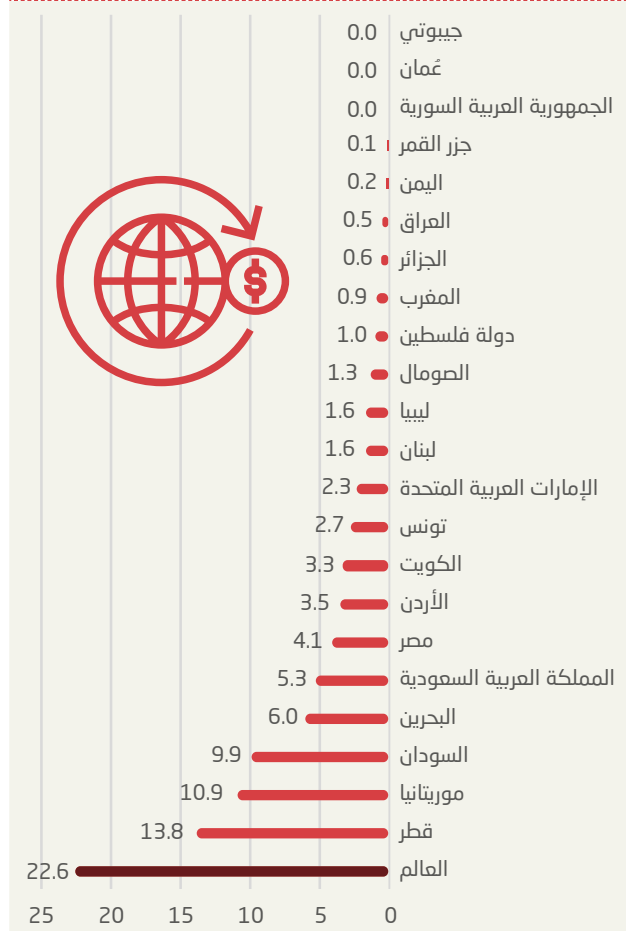 جيبوتي 0.0
عُمان 0.0
الجمهورية العربية السورية 0.0
جزر القمر 0.1
اليمن 0.2
العراق 0.5
الجزائر 0.6
المغرب 0.9
دولة فلسطين 1.0
الصومال 1.3
ليبيا 1.6
لبنان 1.6
الإمارات العربية المتحدة 2.3
تونس 2.7
الكويت 3.3
الأردن 3.5
مصر 4.1
المملكة العربية السعودية 5.3
البحرين 6.0
السودان 9.9
موريتانيا 10.9
قطر 13.8
العالم 22.6
25 20 15 10 5 0
$